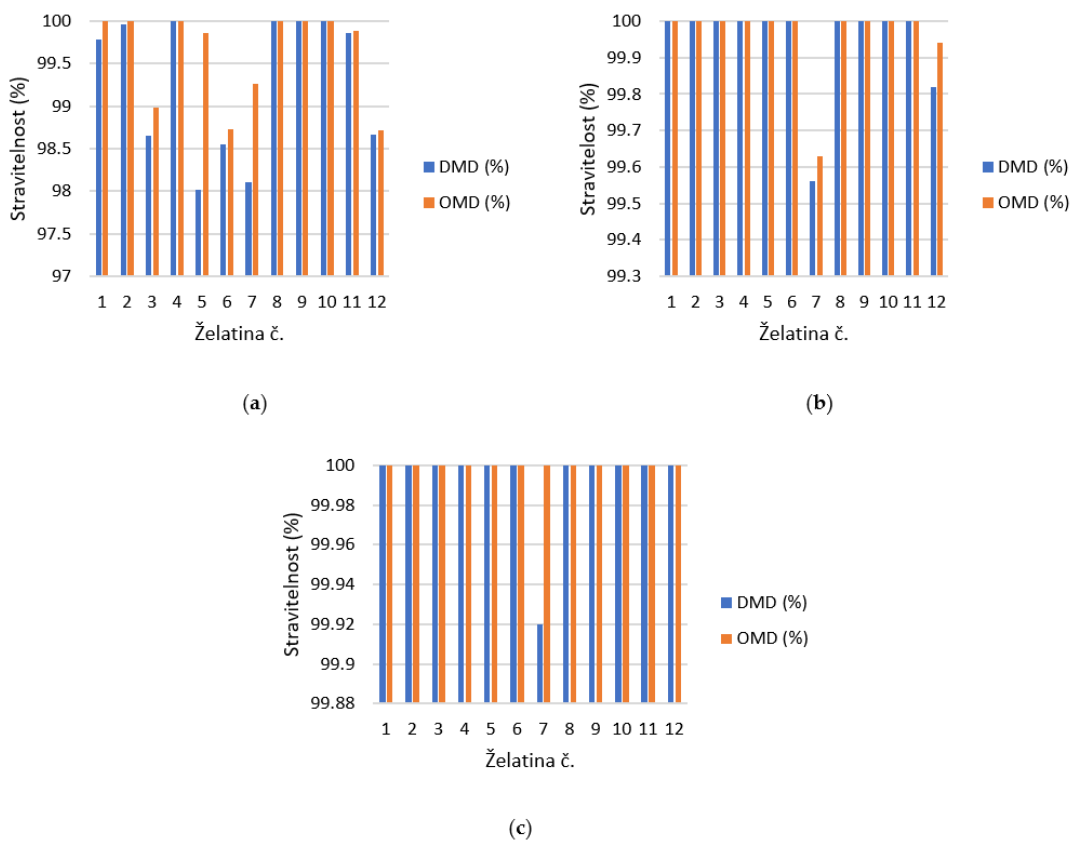 100
99.5
99
98.5
98
97.5
97
Stravitelnost (%)
1 2 3 4 5 6 7 8 9 10 11 12
Želatina č.
DMD (%)
OMD (%)
(a)
100
99.9
99.8
99.7
99.6
99.5
99.4
99.3
Stravitelost (%)
1 2 3 4 5 6 7 8 9 10 11 12
Želatina č.
DMD (%)
OMD (%)
(b)
100
99.98
99.96
99.94
99.92
99.9
99.88
Stravitelnost (%)
1 2 3 4 5 6 7 8 9 10 11 12
Želatina č.
DMD (%)
OMD (%)
(c)